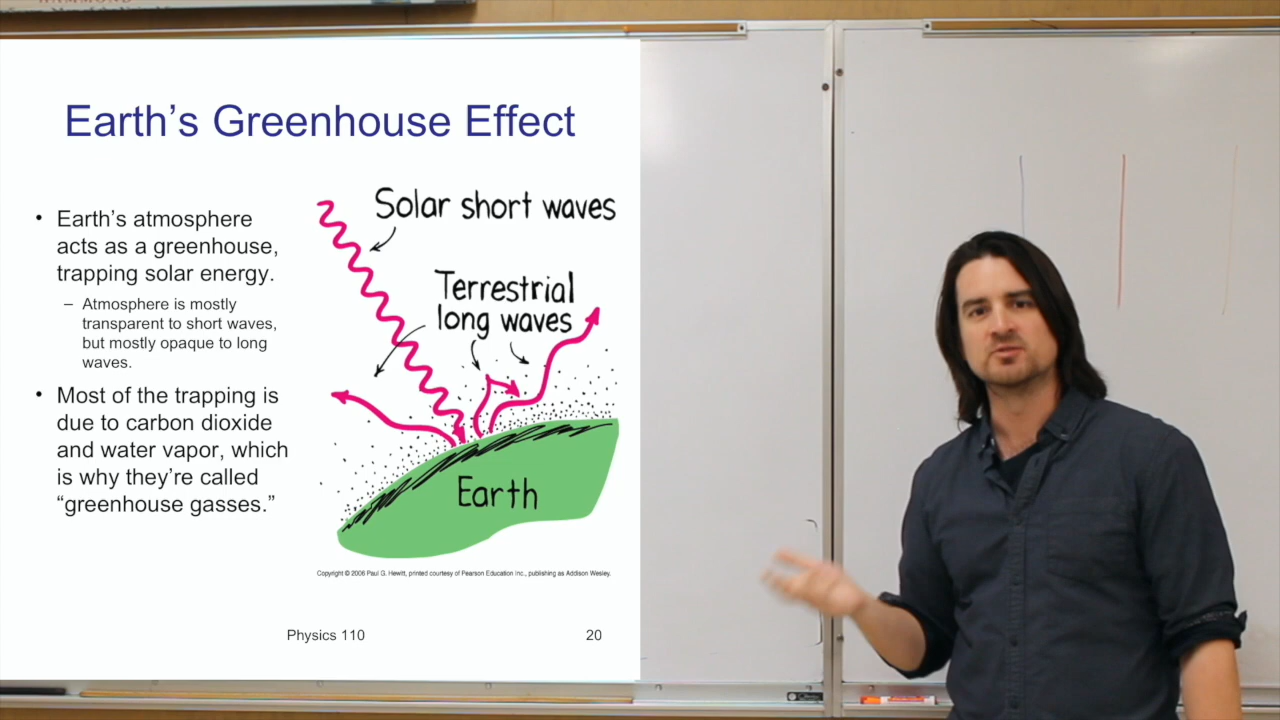 HAMMOND
Earth's Greenhouse Effect
• Earth's atmosphere
acts as a greenhouse,
trapping solar energy.
– Atmosphere is mostly
transparent to short waves,
but mostly opaque to long
waves.
• Most of the trapping is
due to carbon dioxide
and water vapor, which
is why they're called
“greenhouse gasses.”
Solar short waves
Terrestrial
long waves
Earth
Copyright © 2006 Paul G. Hewitt, printed courtesy of Pearson Education Inc., publishing as Addison Wesley.
Physics 110
20